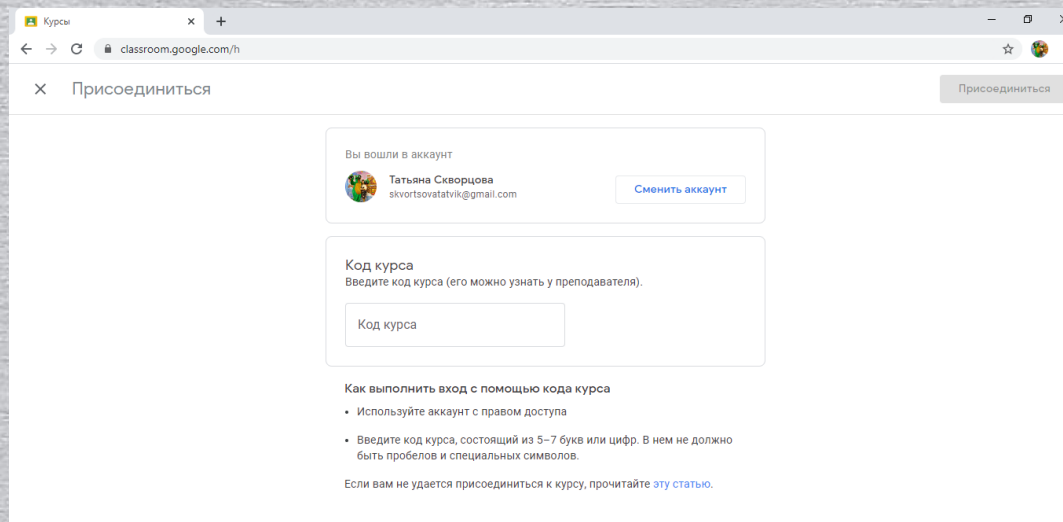 Курсы
classroom.google.com/h
Присоединиться
Присоединиться
Вы вошли в аккаунт
Татьяна Скворцова
skvortsovatatvik@gmail.com
Сменить аккаунт
Код курса
Введите код курса (его можно узнать у преподавателя).
Код курса
Как выполнить вход с помощью кода курса
• Используйте аккаунт с правом доступа
• Введите код курса, состоящий из 5–7 букв или цифр. В нем не должно
быть пробелов и специальных символов.
Если вам не удается присоединиться к курсу, прочитайте эту статью.